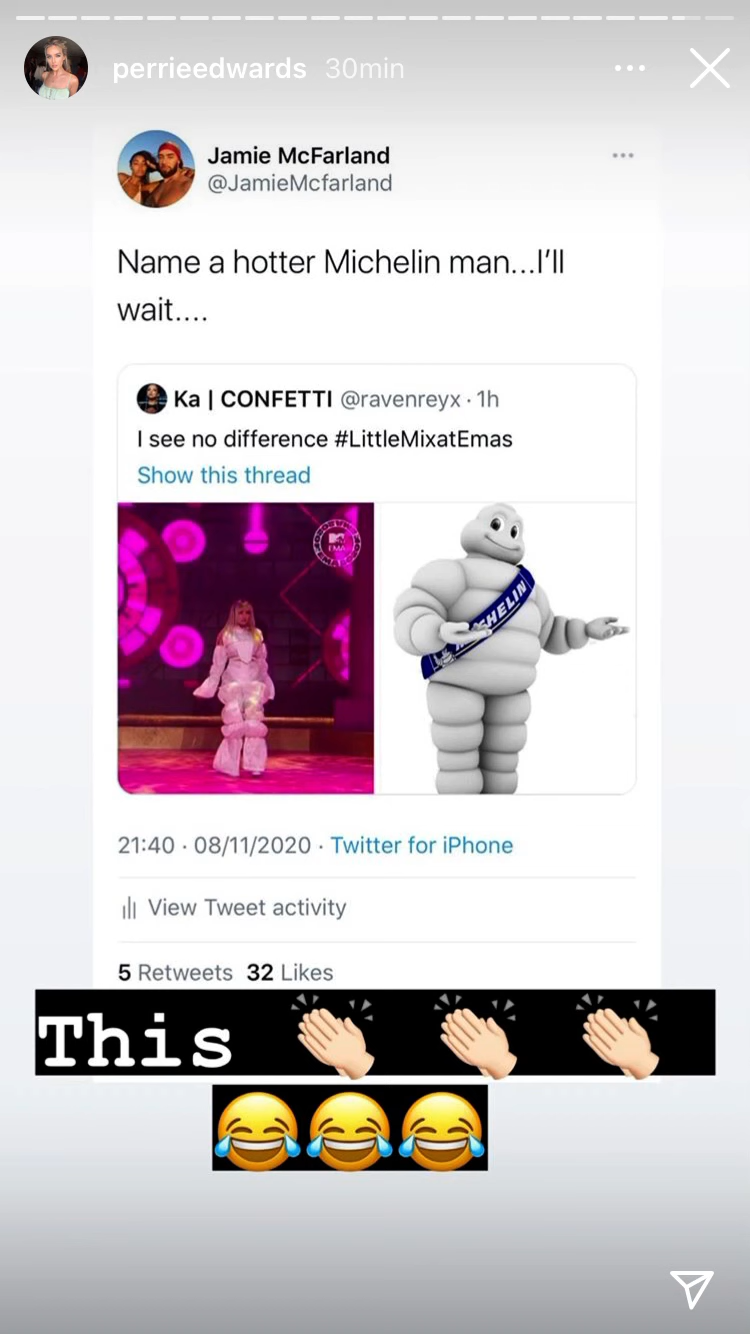 perrieedwards 30min
Jamie McFarland
@JamieMcfarland
Name a hotter Michelin man...I'll
wait....
Ka | CONFETTI @ravenreyx · 1h
I see no difference #LittleMixatEmas
Show this thread
EMA
CHELIN
21:40 · 08/11/2020 · Twitter for iPhone
View Tweet activity
5 Retweets 32 Likes
This 👏🏻 👏🏻 👏🏻
😂😂😂